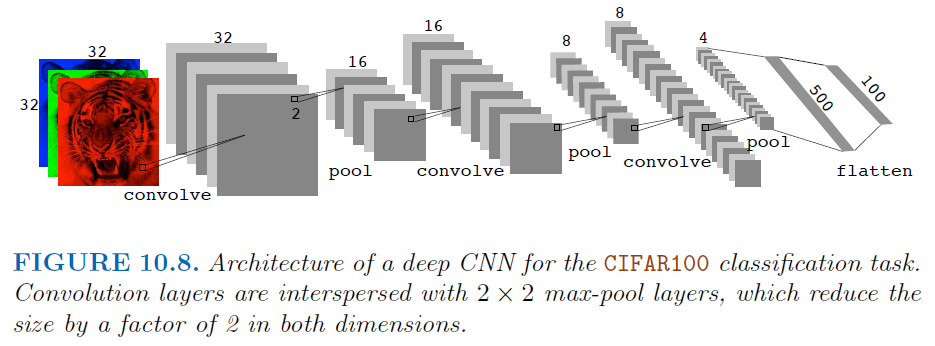 32
32
32
2
convolve
16
pool
16
convolve
8
pool
8
convolve
4
pool
500
100
flatten
FIGURE 10.8. Architecture of a deep CNN for the CIFAR100 classification task.
Convolution layers are interspersed with 2 × 2 max-pool layers, which reduce the
size by a factor of 2 in both dimensions.